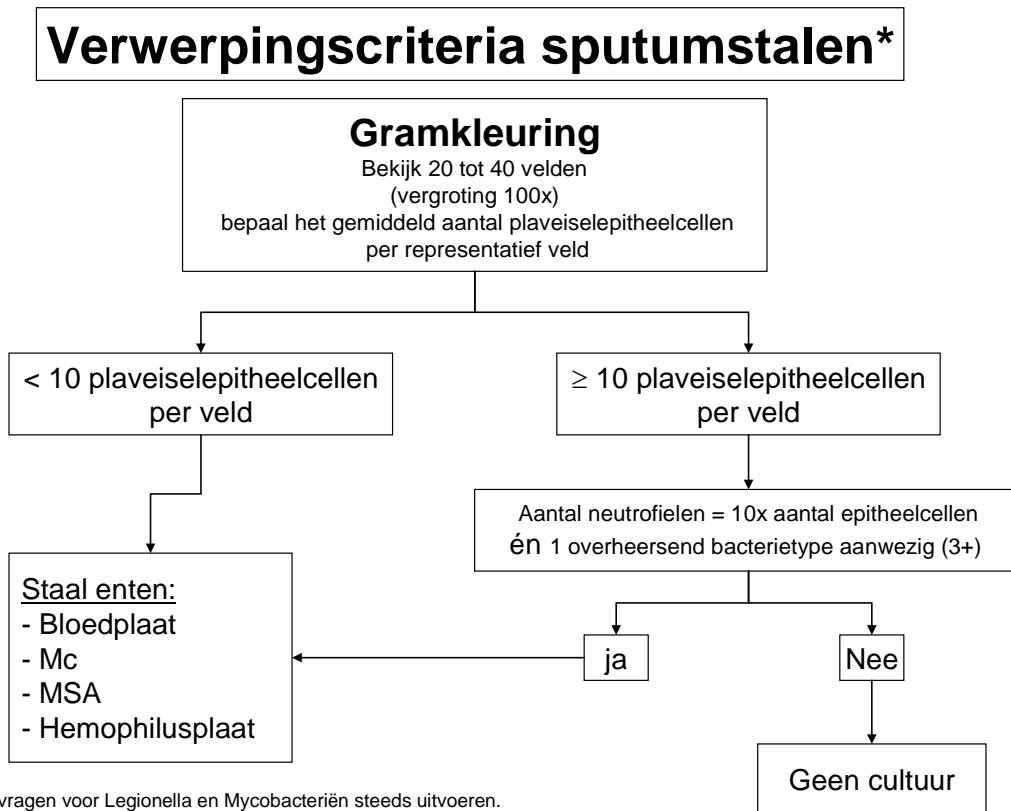 Verwerpingscriteria sputumstalen*
Gramkleuring
Bekijk 20 tot 40 velden
(vergroting 100x)
bepaal het gemiddeld aantal plaveiselepitheelcellen
per representatief veld
< 10 plaveiselepitheelcellen
per veld
≥ 10 plaveiselepitheelcellen
per veld
Aantal neutrofielen = 10x aantal epitheelcellen
én 1 overheersend bacterietype aanwezig (3+)
Staal enten:
- Bloedplaat
- Mc
- MSA
- Hemophilusplaat
ja
Nee
Geen cultuur
vragen voor Legionella en Mycobacteriën steeds uitvoeren.